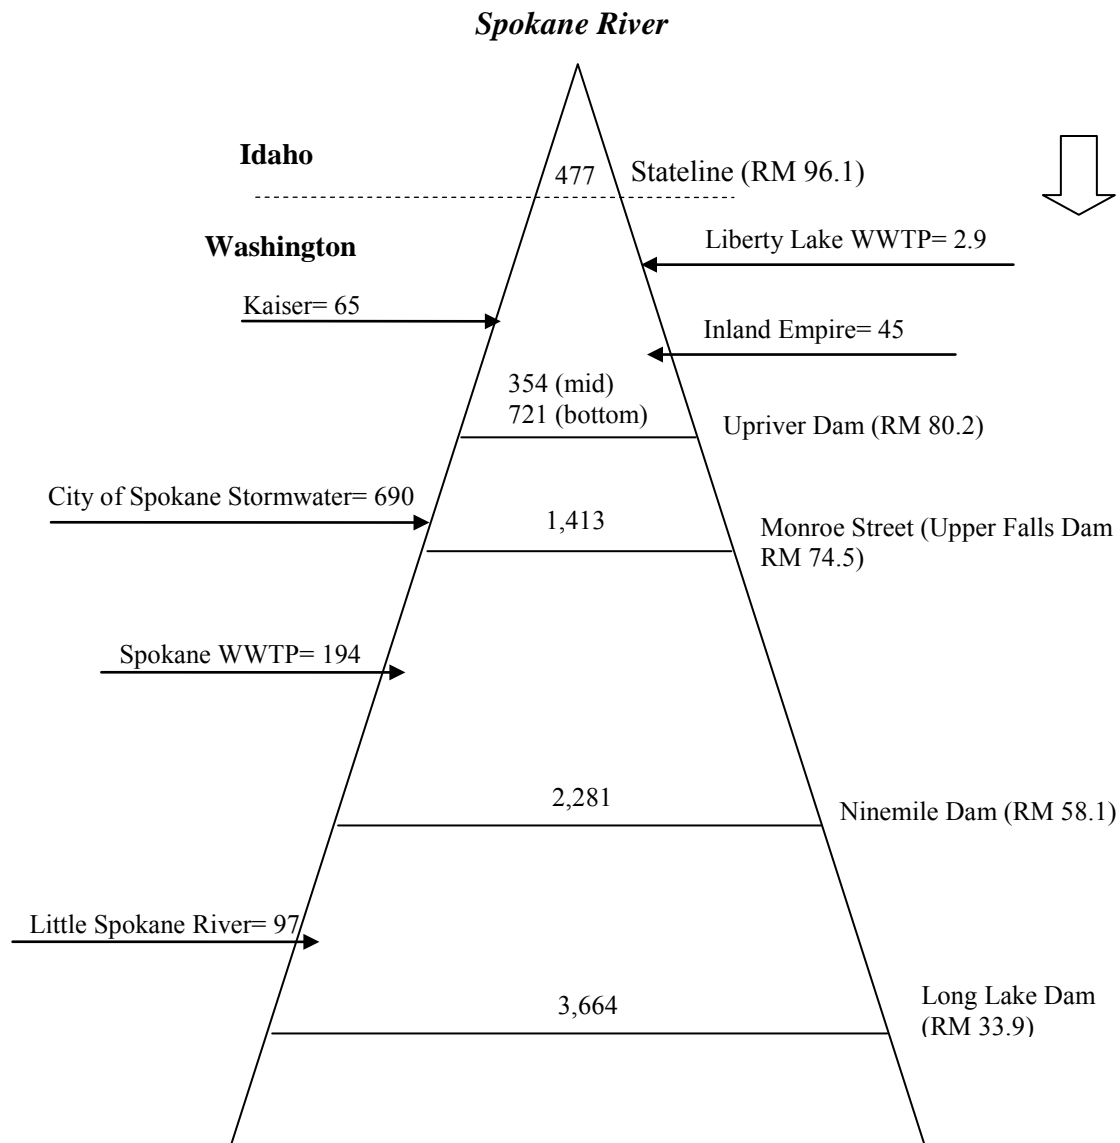 Spokane River
Idaho
477
Stateline (RM 96.1)
Washington
Liberty Lake WWTP= 2.9
Kaiser= 65
Inland Empire= 45
354 (mid)
721 (bottom)
Upriver Dam (RM 80.2)
City of Spokane Stormwater= 690
1,413
Monroe Street (Upper Falls Dam
RM 74.5)
Spokane WWTP= 194
2,281
Ninemile Dam (RM 58.1)
Little Spokane River= 97
3,664
Long Lake Dam
(RM 33.9)